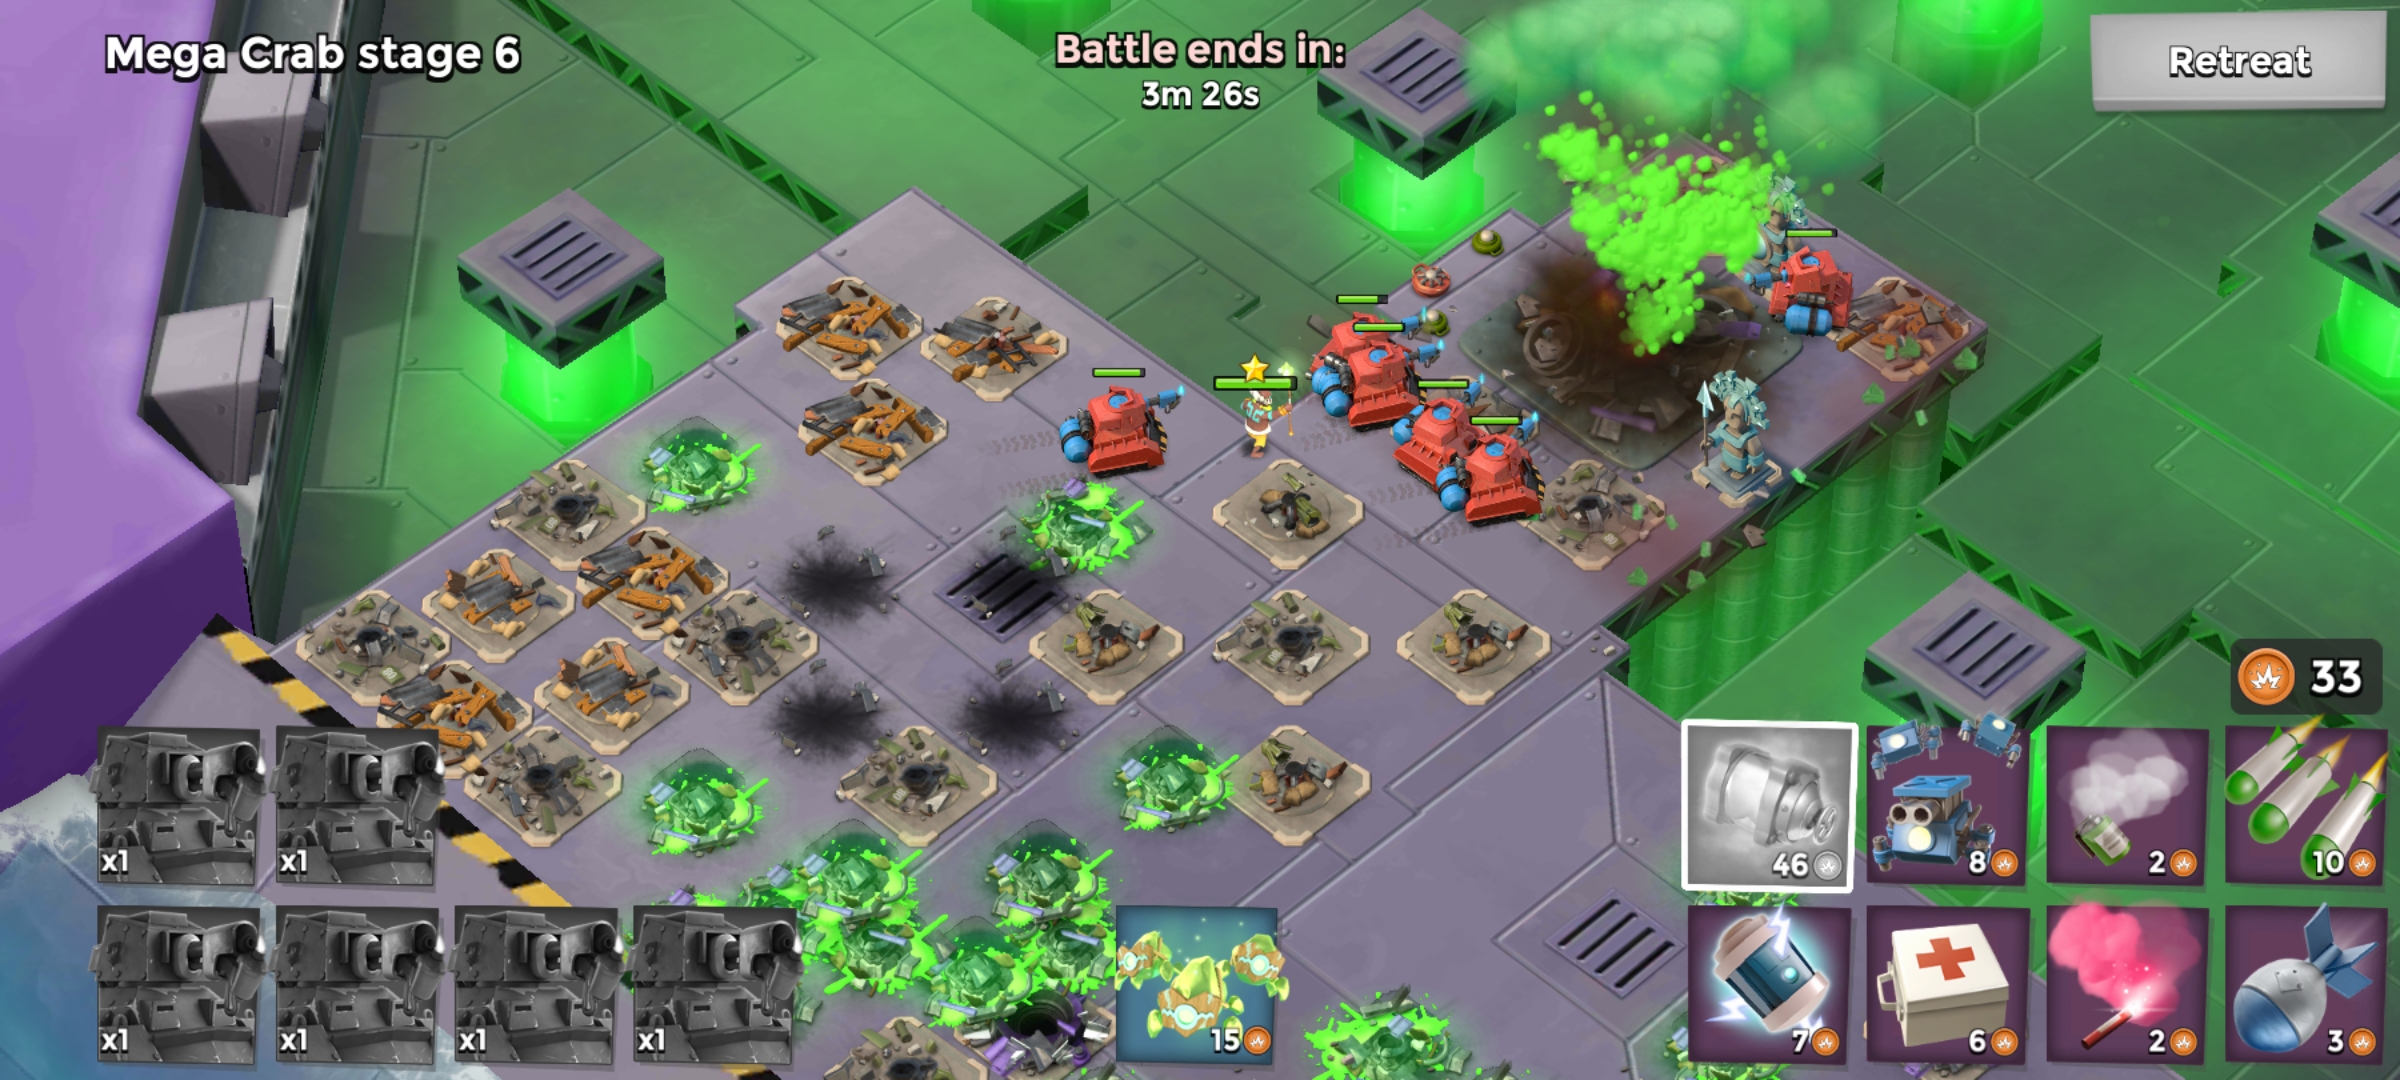 Mega Crab stage 6
Battle ends in:
3m 26s
Retreat
33
46
8
2
10
x1
x1
x1
x1
x1
x1
15
7
6
2
3